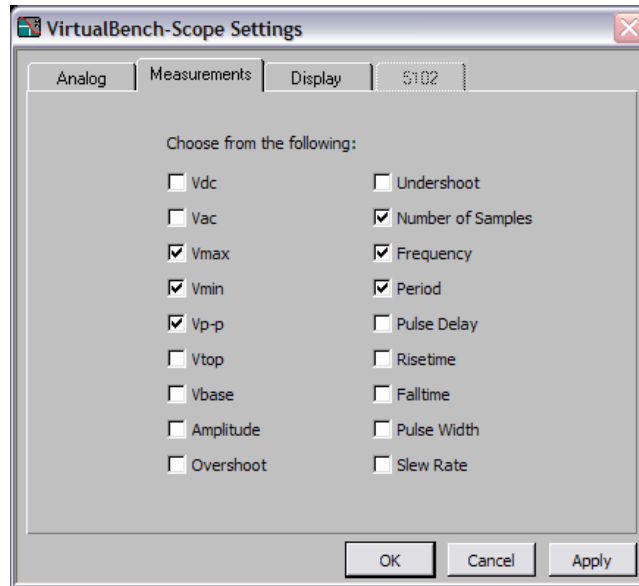 VirtualBench-Scope Settings
Analog Measurements Display 5102
Choose from the following:
Vdc
Vac
Vmax
Vmin
Vp-p
Vtop
Vbase
Amplitude
Overshoot
Undershoot
Number of Samples
Frequency
Period
Pulse Delay
Risetime
Falltime
Pulse Width
Slew Rate
OK Cancel Apply